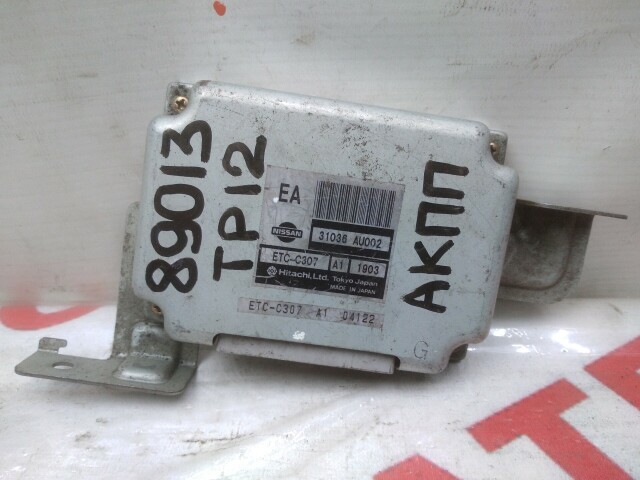 89013
TP12
АКПП
EA
NISSAN
31036 AU002
ETC-C307 A1 1903
Hitachi, Ltd. Tokyo Japan
MADE IN JAPAN
ETC-C307 A1 04122
G